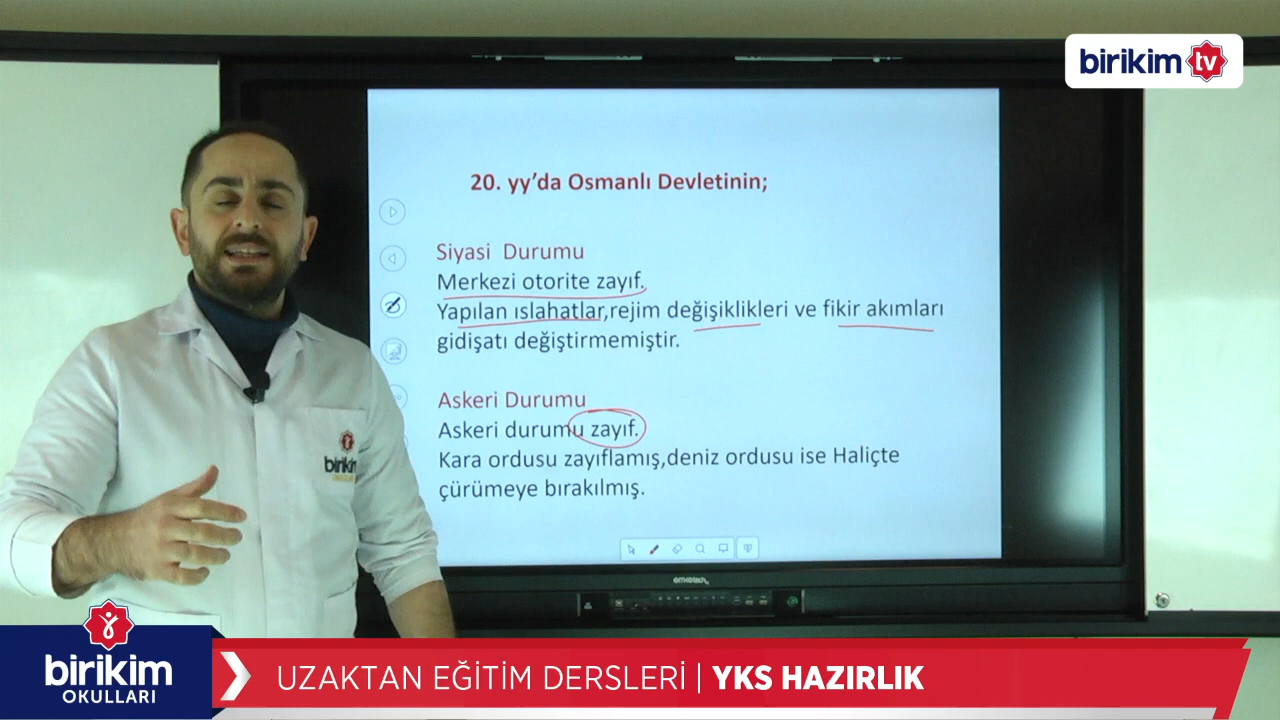 birikim tv
20. yy’da Osmanlı Devletinin;
Siyasi Durumu
Merkezi otorite zayıf.
Yapılan ıslahatlar,rejim değişiklikleri ve fikir akımları
gidişatı değiştirmemiştir.
Askeri Durumu
Askeri durumu zayıf.
Kara ordusu zayıflamış,deniz ordusu ise Haliçte
çürümeye bırakılmış.
birikim
birikim
OKULLARI
UZAKTAN EĞİTİM DERSLERİ | YKS HAZIRLIK